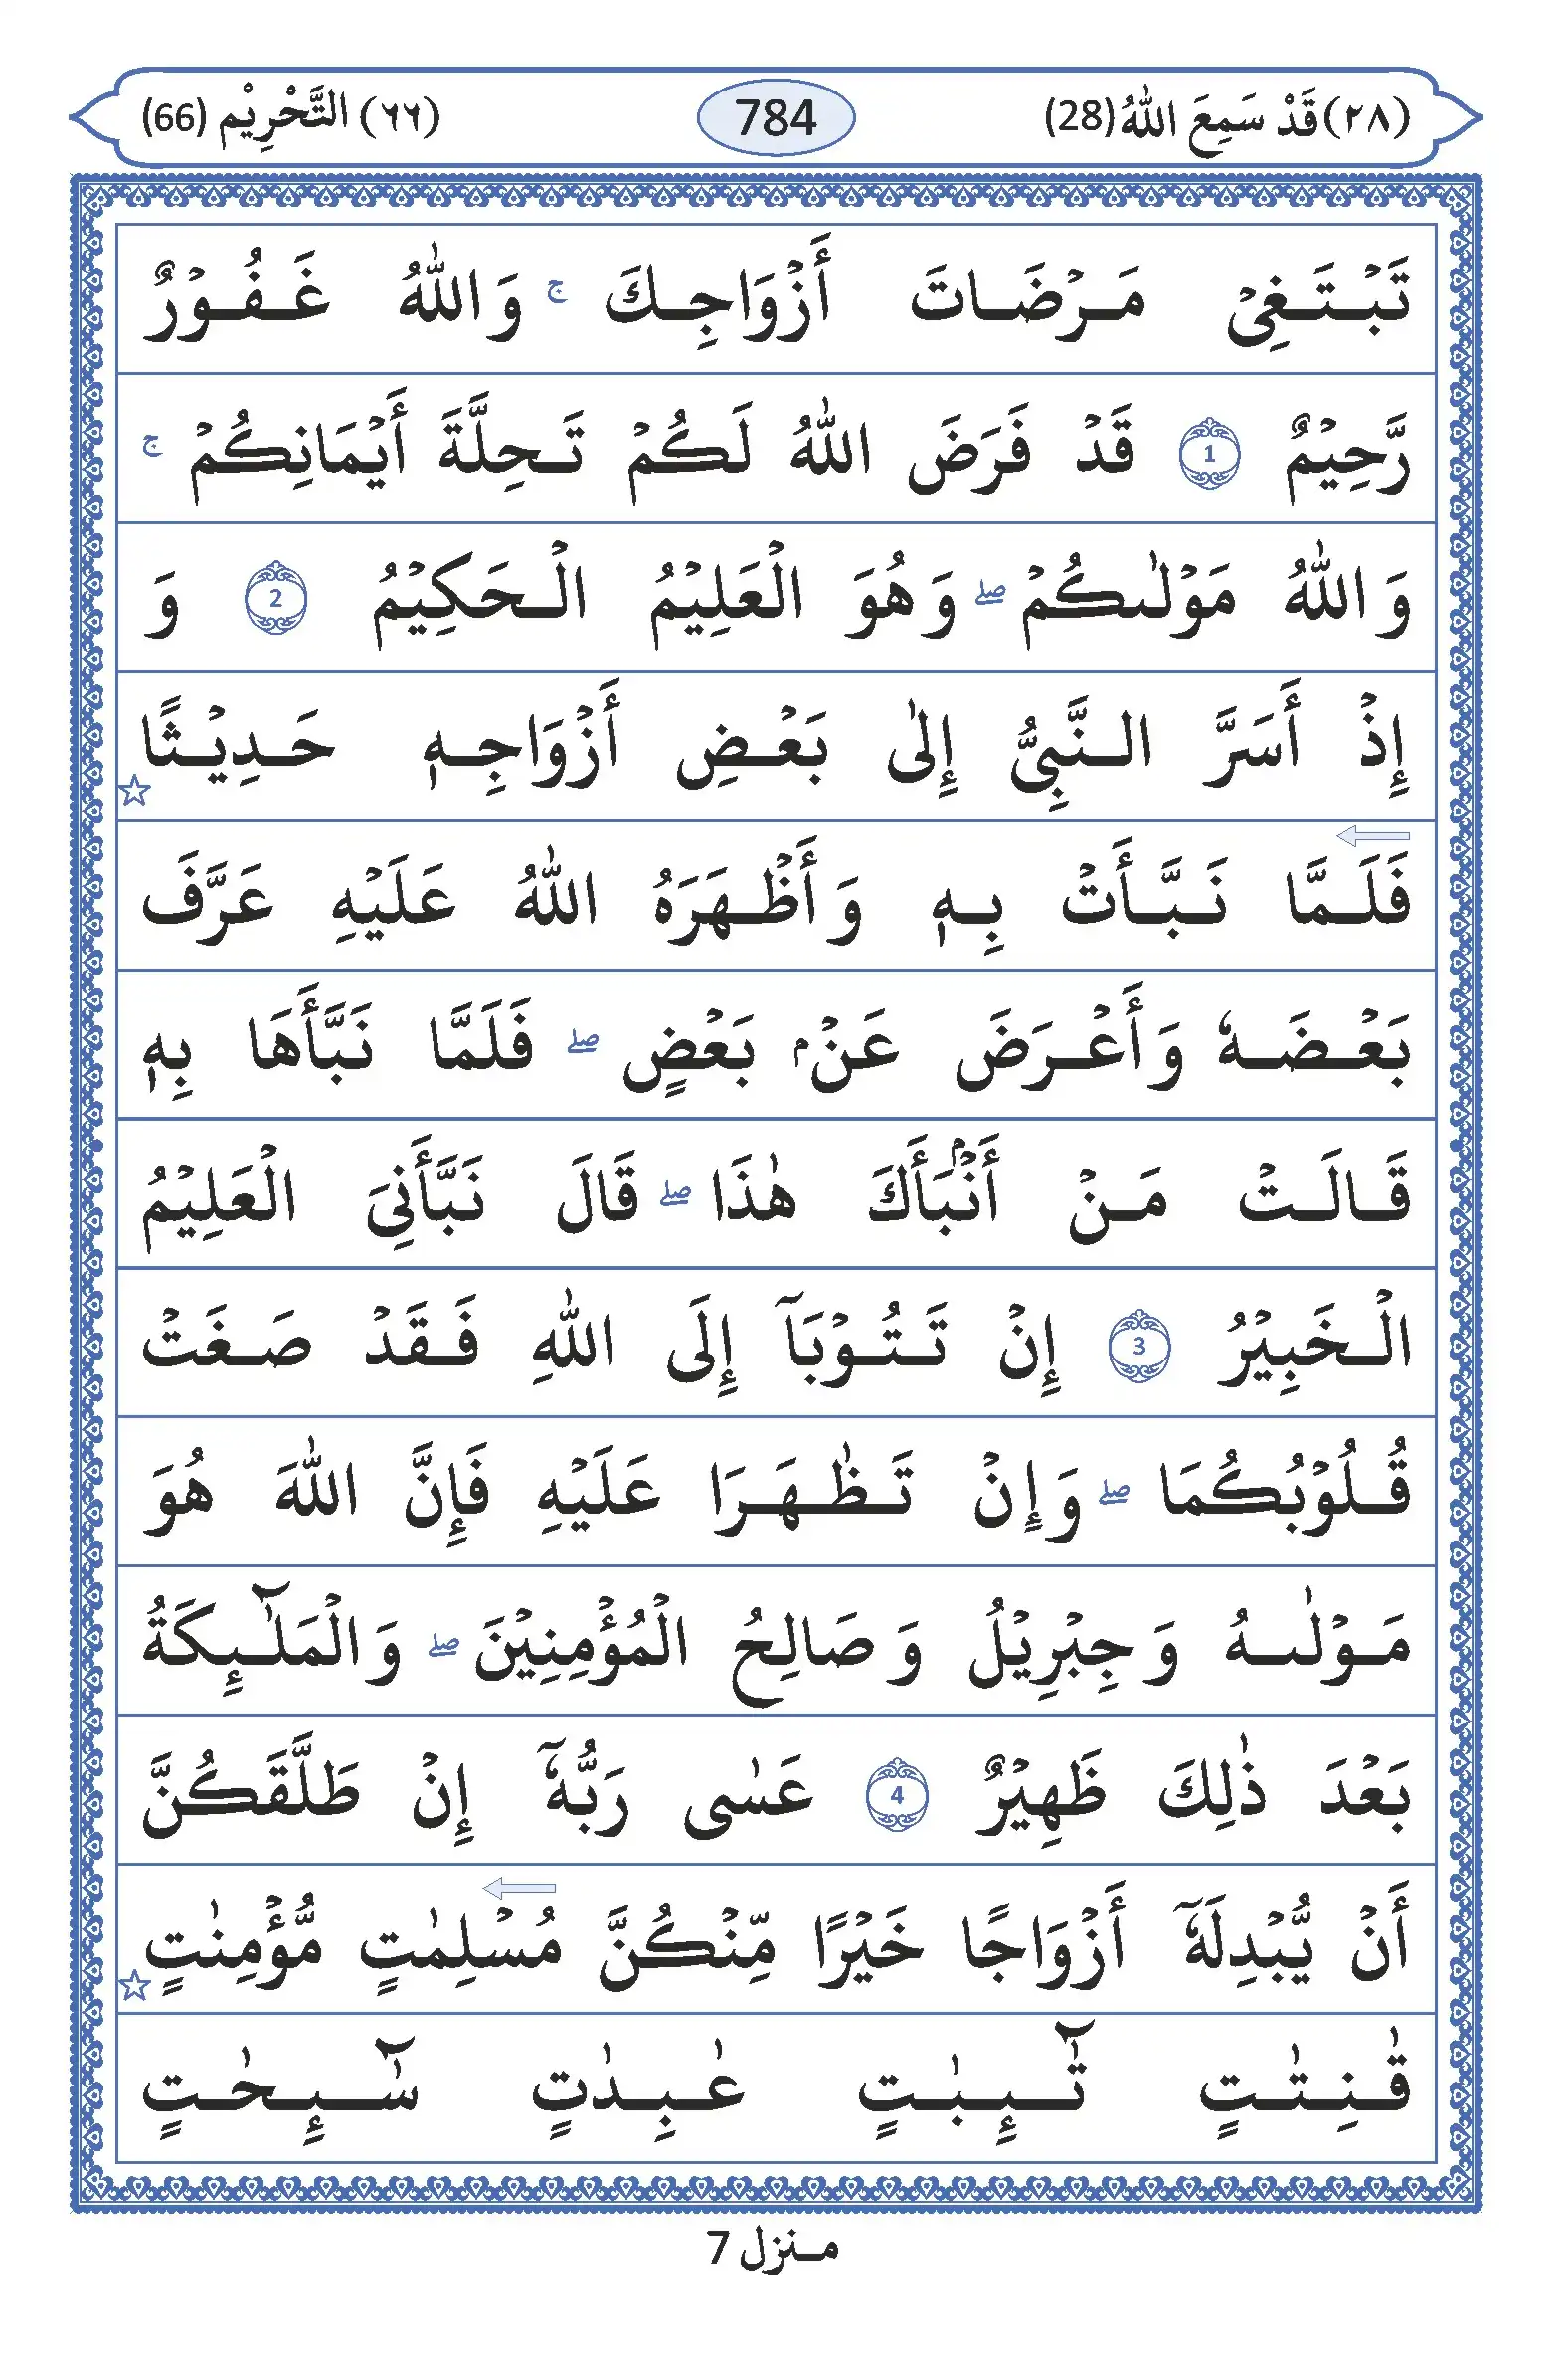 (٢٨) قَدْ سَمِعَ اللّٰهُ (28) 784 (٦٦) التَّحْرِيْم (66)
تَبْتَغِىْ مَرْضَاتَ أَزْوَاجِكَ ۚ وَاللّٰهُ غَفُوْرٌ
رَّحِيْمٌ 1 قَدْ فَرَضَ اللّٰهُ لَكُمْ تَحِلَّةَ أَيْمَانِكُمْ ۚ
وَاللّٰهُ مَوْلٰىكُمْ ۖ وَهُوَ الْعَلِيْمُ الْحَكِيْمُ 2 وَ
إِذْ أَسَرَّ النَّبِىُّ إِلٰى بَعْضِ أَزْوَاجِهٖ حَدِيْثًا ☆
فَلَمَّا نَبَّأَتْ بِهٖ وَأَظْهَرَهُ اللّٰهُ عَلَيْهِ عَرَّفَ
بَعْضَهٗ وَأَعْرَضَ عَنْۢ بَعْضٍ ۖ فَلَمَّا نَبَّأَهَا بِهٖ
قَالَتْ مَنْ أَنْۢبَأَكَ هٰذَا ۖ قَالَ نَبَّأَنِىَ الْعَلِيْمُ
الْخَبِيْرُ 3 إِنْ تَتُوْبَآ إِلَى اللّٰهِ فَقَدْ صَغَتْ
قُلُوْبُكُمَا ۖ وَإِنْ تَظٰهَرَا عَلَيْهِ فَإِنَّ اللّٰهَ هُوَ
مَوْلٰىهُ وَجِبْرِيْلُ وَصَالِحُ الْمُؤْمِنِيْنَ ۖ وَالْمَلٰٓئِكَةُ
بَعْدَ ذٰلِكَ ظَهِيْرٌ 4 عَسٰى رَبُّهٗٓ إِنْ طَلَّقَكُنَّ
أَنْ يُّبْدِلَهٗٓ أَزْوَاجًا خَيْرًا مِّنْكُنَّ مُسْلِمٰتٍ مُّؤْمِنٰتٍ ☆
قٰنِتٰتٍ تٰٓئِبٰتٍ عٰبِدٰتٍ سٰٓئِحٰتٍ
مـنزل 7